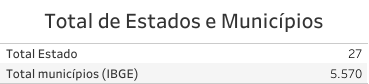 Total de Estados e Municípios
Total Estado 27
Total municípios (IBGE) 5.570